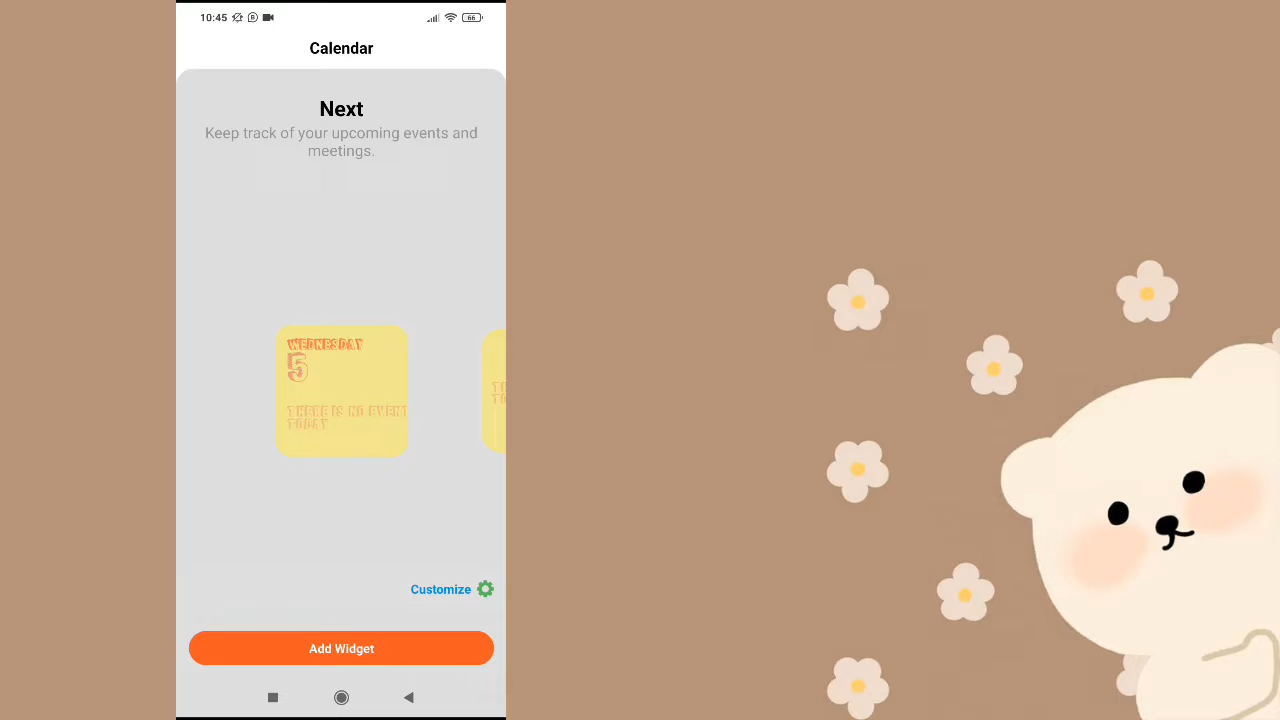 10:45 66
Calendar
Next
Keep track of your upcoming events and
meetings.
WEDNESDAY
5
THERE IS NO EVENT
TODAY
Customize
Add Widget